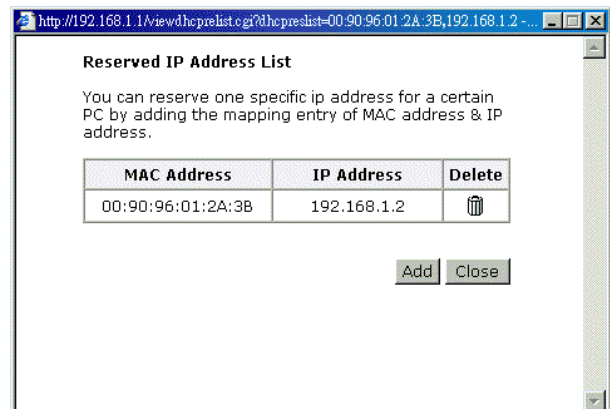 http://192.168.1.1/viewdhcprelist.cgi?dhcpreslist=00:90:96:01:2A:3B,192.168.1.2 -...
Reserved IP Address List
You can reserve one specific ip address for a certain
PC by adding the mapping entry of MAC address & IP
address.
MAC Address IP Address Delete
00:90:96:01:2A:3B 192.168.1.2
Add Close